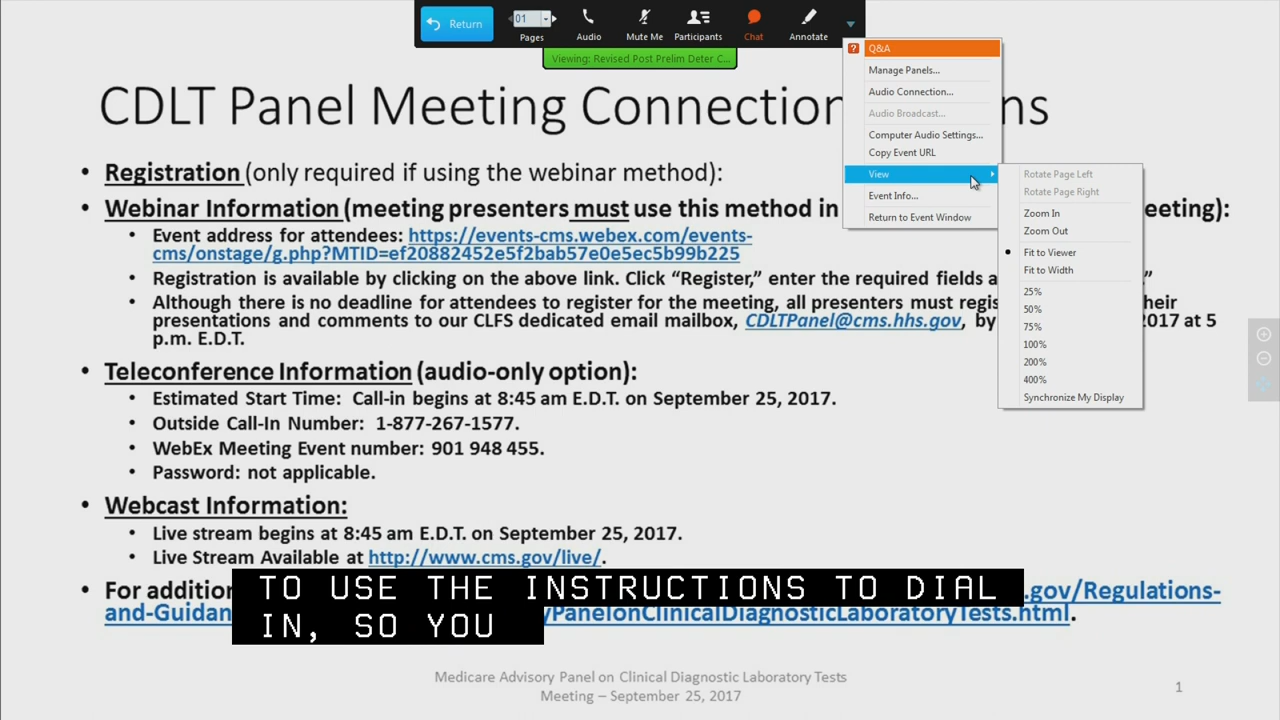 Return
01
Pages
Audio
Mute Me
Participants
Chat
Annotate
Viewing: Revised Post Prelim Deter C...
Q&A
Manage Panels...
Audio Connection...
Audio Broadcast...
Computer Audio Settings...
Copy Event URL
View
Event Info...
Return to Event Window
Rotate Page Left
Rotate Page Right
Zoom In
Zoom Out
Fit to Viewer
Fit to Width
25%
50%
75%
100%
200%
400%
Synchronize My Display
CDLT Panel Meeting Connection
• Registration (only required if using the webinar method):
• Webinar Information (meeting presenters must use this method in eeting):
• Event address for attendees: https://events-cms.webex.com/events-
cms/onstage/g.php?MTID=ef20882452e5f2bab57e0e5ec5b99b225
• Registration is available by clicking on the above link. Click “Register,” enter the required fields ”
• Although there is no deadline for attendees to register for the meeting, all presenters must regis heir
presentations and comments to our CLFS dedicated email mailbox, CDLTPanel@cms.hhs.gov, by 2017 at 5
p.m. E.D.T.
• Teleconference Information (audio-only option):
• Estimated Start Time: Call-in begins at 8:45 am E.D.T. on September 25, 2017.
• Outside Call-In Number: 1-877-267-1577.
• WebEx Meeting Event number: 901 948 455.
• Password: not applicable.
• Webcast Information:
• Live stream begins at 8:45 am E.D.T. on September 25, 2017.
• Live Stream Available at http://www.cms.gov/live/.
• For addition .gov/Regulations-
and-Guidan /PanelonClinicalDiagnosticLaboratoryTests.html.
TO USE THE INSTRUCTIONS TO DIAL
IN, SO YOU
Medicare Advisory Panel on Clinical Diagnostic Laboratory Tests
Meeting – September 25, 2017
1